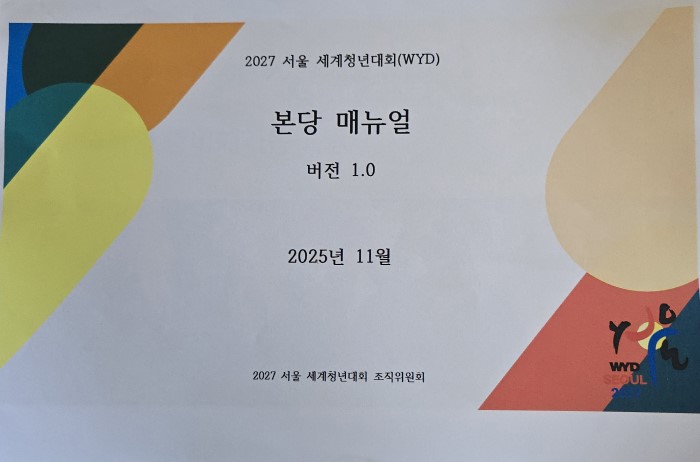 2027 서울 세계청년대회(WYD)
본당 매뉴얼
버전 1.0
2025년 11월
2027 서울 세계청년대회 조직위원회
WYD
SEOUL
2027